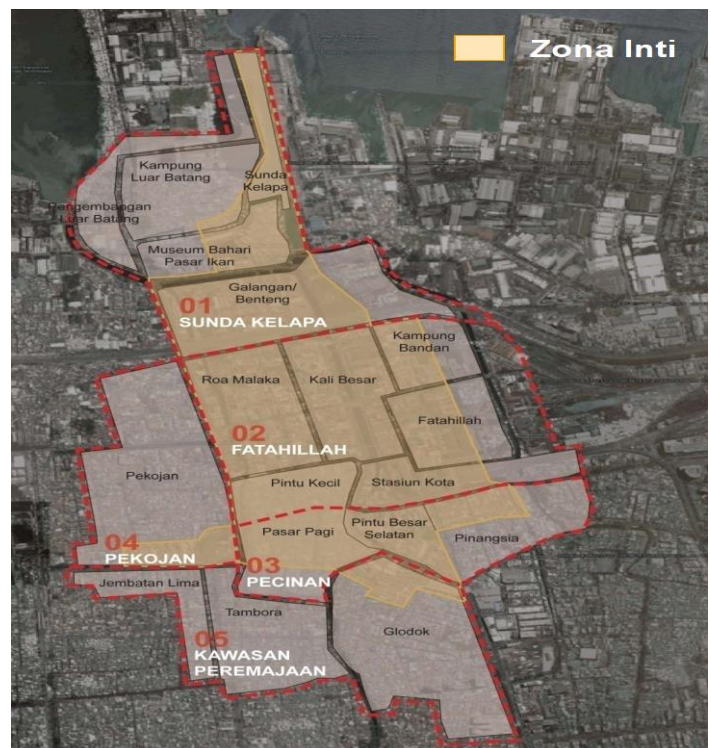 Zona Inti
Kampung
Luar Batang
Sunda
Kelapa
Pengembangan
Luar Batang
Museum Bahari
Pasar Ikan
Galangan/
Benteng
01
SUNDA KELAPA
Kampung
Bandan
Roa Malaka
Kali Besar
Fatahillah
02
FATAHILLAH
Pekojan
Pintu Kecil
Stasiun Kota
Pasar Pagi
Pintu Besar
Selatan
Pinangsia
04
PEKOJAN
03
PECINAN
Jembatan Lima
Tambora
Glodok
05
KAWASAN
PEREMAJAAN